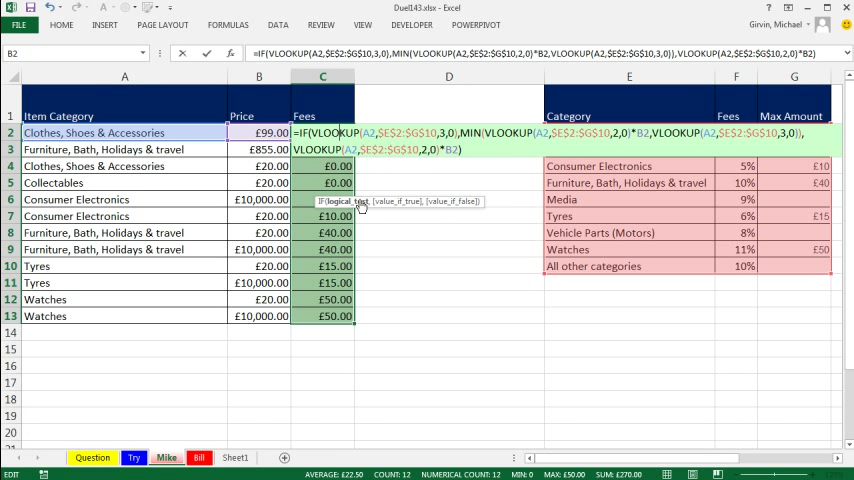 Duel143.xlsx - Excel
FILE HOME INSERT PAGE LAYOUT FORMULAS DATA REVIEW VIEW DEVELOPER POWERPIVOT Girvin, Michael
B2 =IF(VLOOKUP(A2,$E$2:$G$10,3,0),MIN(VLOOKUP(A2,$E$2:$G$10,2,0)*B2,VLOOKUP(A2,$E$2:$G$10,3,0)),VLOOKUP(A2,$E$2:$G$10,2,0)*B2)
A B C D E F G
1 Item Category Price Fees Category Fees Max Amount
2 Clothes, Shoes & Accessories £99.00 =IF(VLOOKUP(A2,$E$2:$G$10,3,0),MIN(VLOOKUP(A2,$E$2:$G$10,2,0)*B2,VLOOKUP(A2,$E$2:$G$10,3,0)),
3 Furniture, Bath, Holidays & travel £855.00 VLOOKUP(A2,$E$2:$G$10,2,0)*B2)
4 Clothes, Shoes & Accessories £20.00 £0.00 Consumer Electronics 5% £10
5 Collectables £20.00 £0.00 Furniture, Bath, Holidays & travel 10% £40
6 Consumer Electronics £10,000.00 IF(logical_test, [value_if_true], [value_if_false]) Media 9%
7 Consumer Electronics £20.00 £10.00 Tyres 6% £15
8 Furniture, Bath, Holidays & travel £20.00 £40.00 Vehicle Parts (Motors) 8%
9 Furniture, Bath, Holidays & travel £10,000.00 £40.00 Watches 11% £50
10 Tyres £20.00 £15.00 All other categories 10%
11 Tyres £10,000.00 £15.00
12 Watches £20.00 £50.00
13 Watches £10,000.00 £50.00
14
15
16
17
18
19
20
Question Try Mike Bill Sheet1
EDIT AVERAGE: £22.50 COUNT: 12 NUMERICAL COUNT: 12 MIN: 0 MAX: £50.00 SUM: £270.00